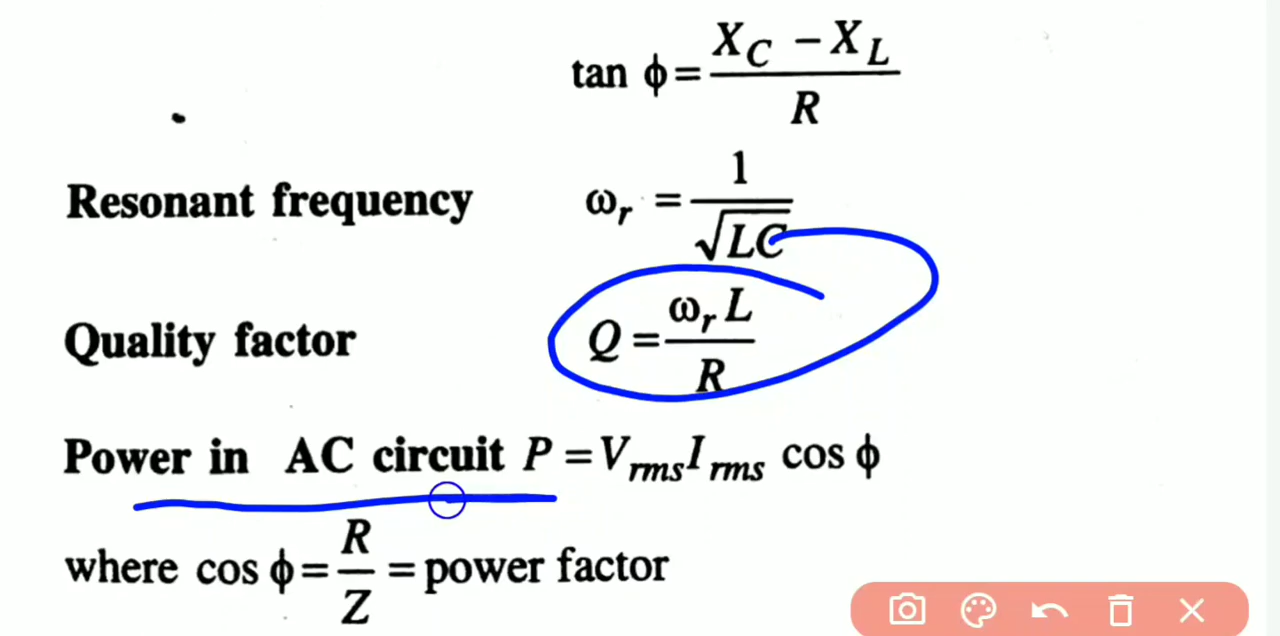 tan ϕ = (X_C − X_L) / R
Resonant frequency ω_r = 1 / √LC
Quality factor Q = ω_r L / R
Power in AC circuit P = V_rms I_rms cos ϕ
where cos ϕ = R / Z = power factor